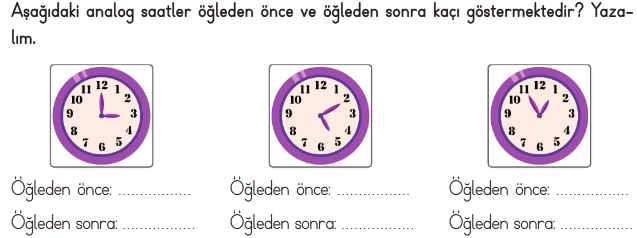 Aşağıdaki analog saatler öğleden önce ve öğleden sonra kaçı göstermektedir? Yaza-
lım.
12 1 2 3 4 5 6 7 8 9 10 11
12 1 2 3 4 5 6 7 8 9 10 11
12 1 2 3 4 5 6 7 8 9 10 11
Öğleden önce: ................ Öğleden önce: ................ Öğleden önce: ................
Öğleden sonra: ................ Öğleden sonra: ................ Öğleden sonra: ................